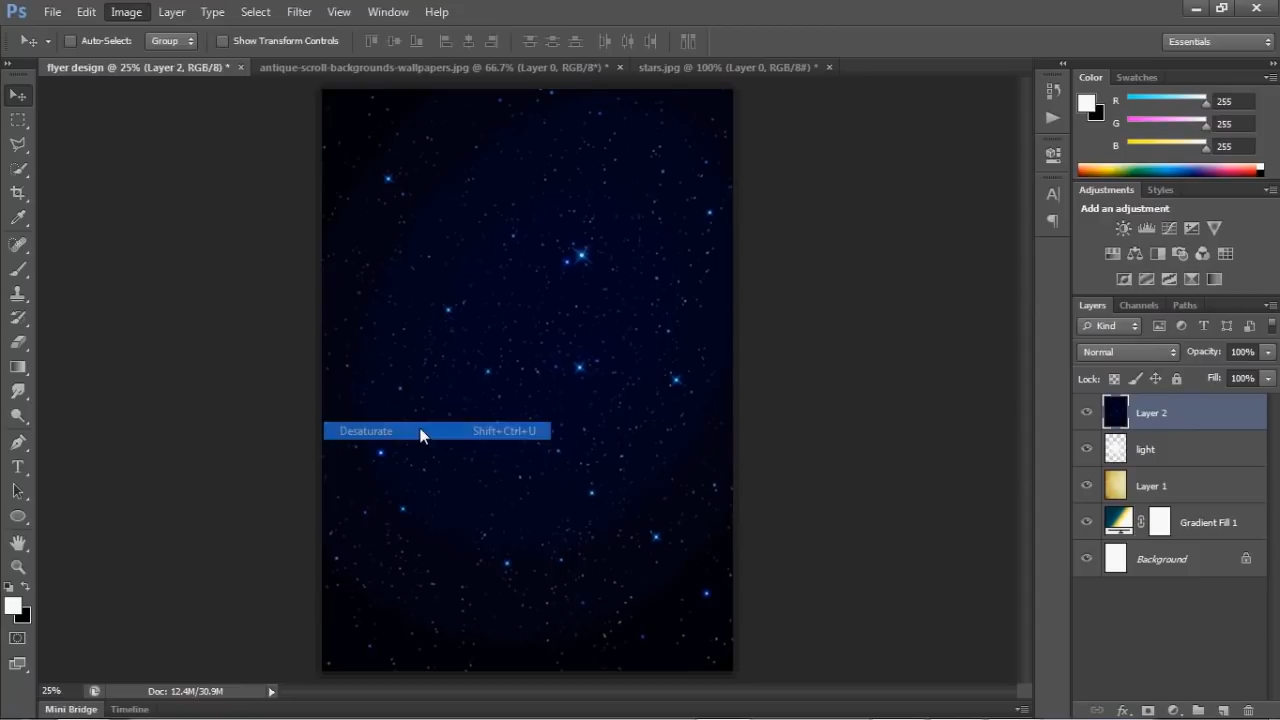 Ps File Edit Image Layer Type Select Filter View Window Help
Auto-Select: Group Show Transform Controls Essentials
flyer design @ 25% (Layer 2, RGB/8) * × antique-scroll-backgrounds-wallpapers.jpg @ 66.7% (Layer 0, RGB/8*) * × stars.jpg @ 100% (Layer 0, RGB/8#) * ×
Color Swatches
R 255
G 255
B 255
Adjustments Styles
Add an adjustment
Layers Channels Paths
Kind
Normal Opacity: 100%
Lock: Fill: 100%
Layer 2
Desaturate Shift+Ctrl+U
light
Layer 1
Gradient Fill 1
Background
25% Doc: 12.4M/30.9M
Mini Bridge Timeline